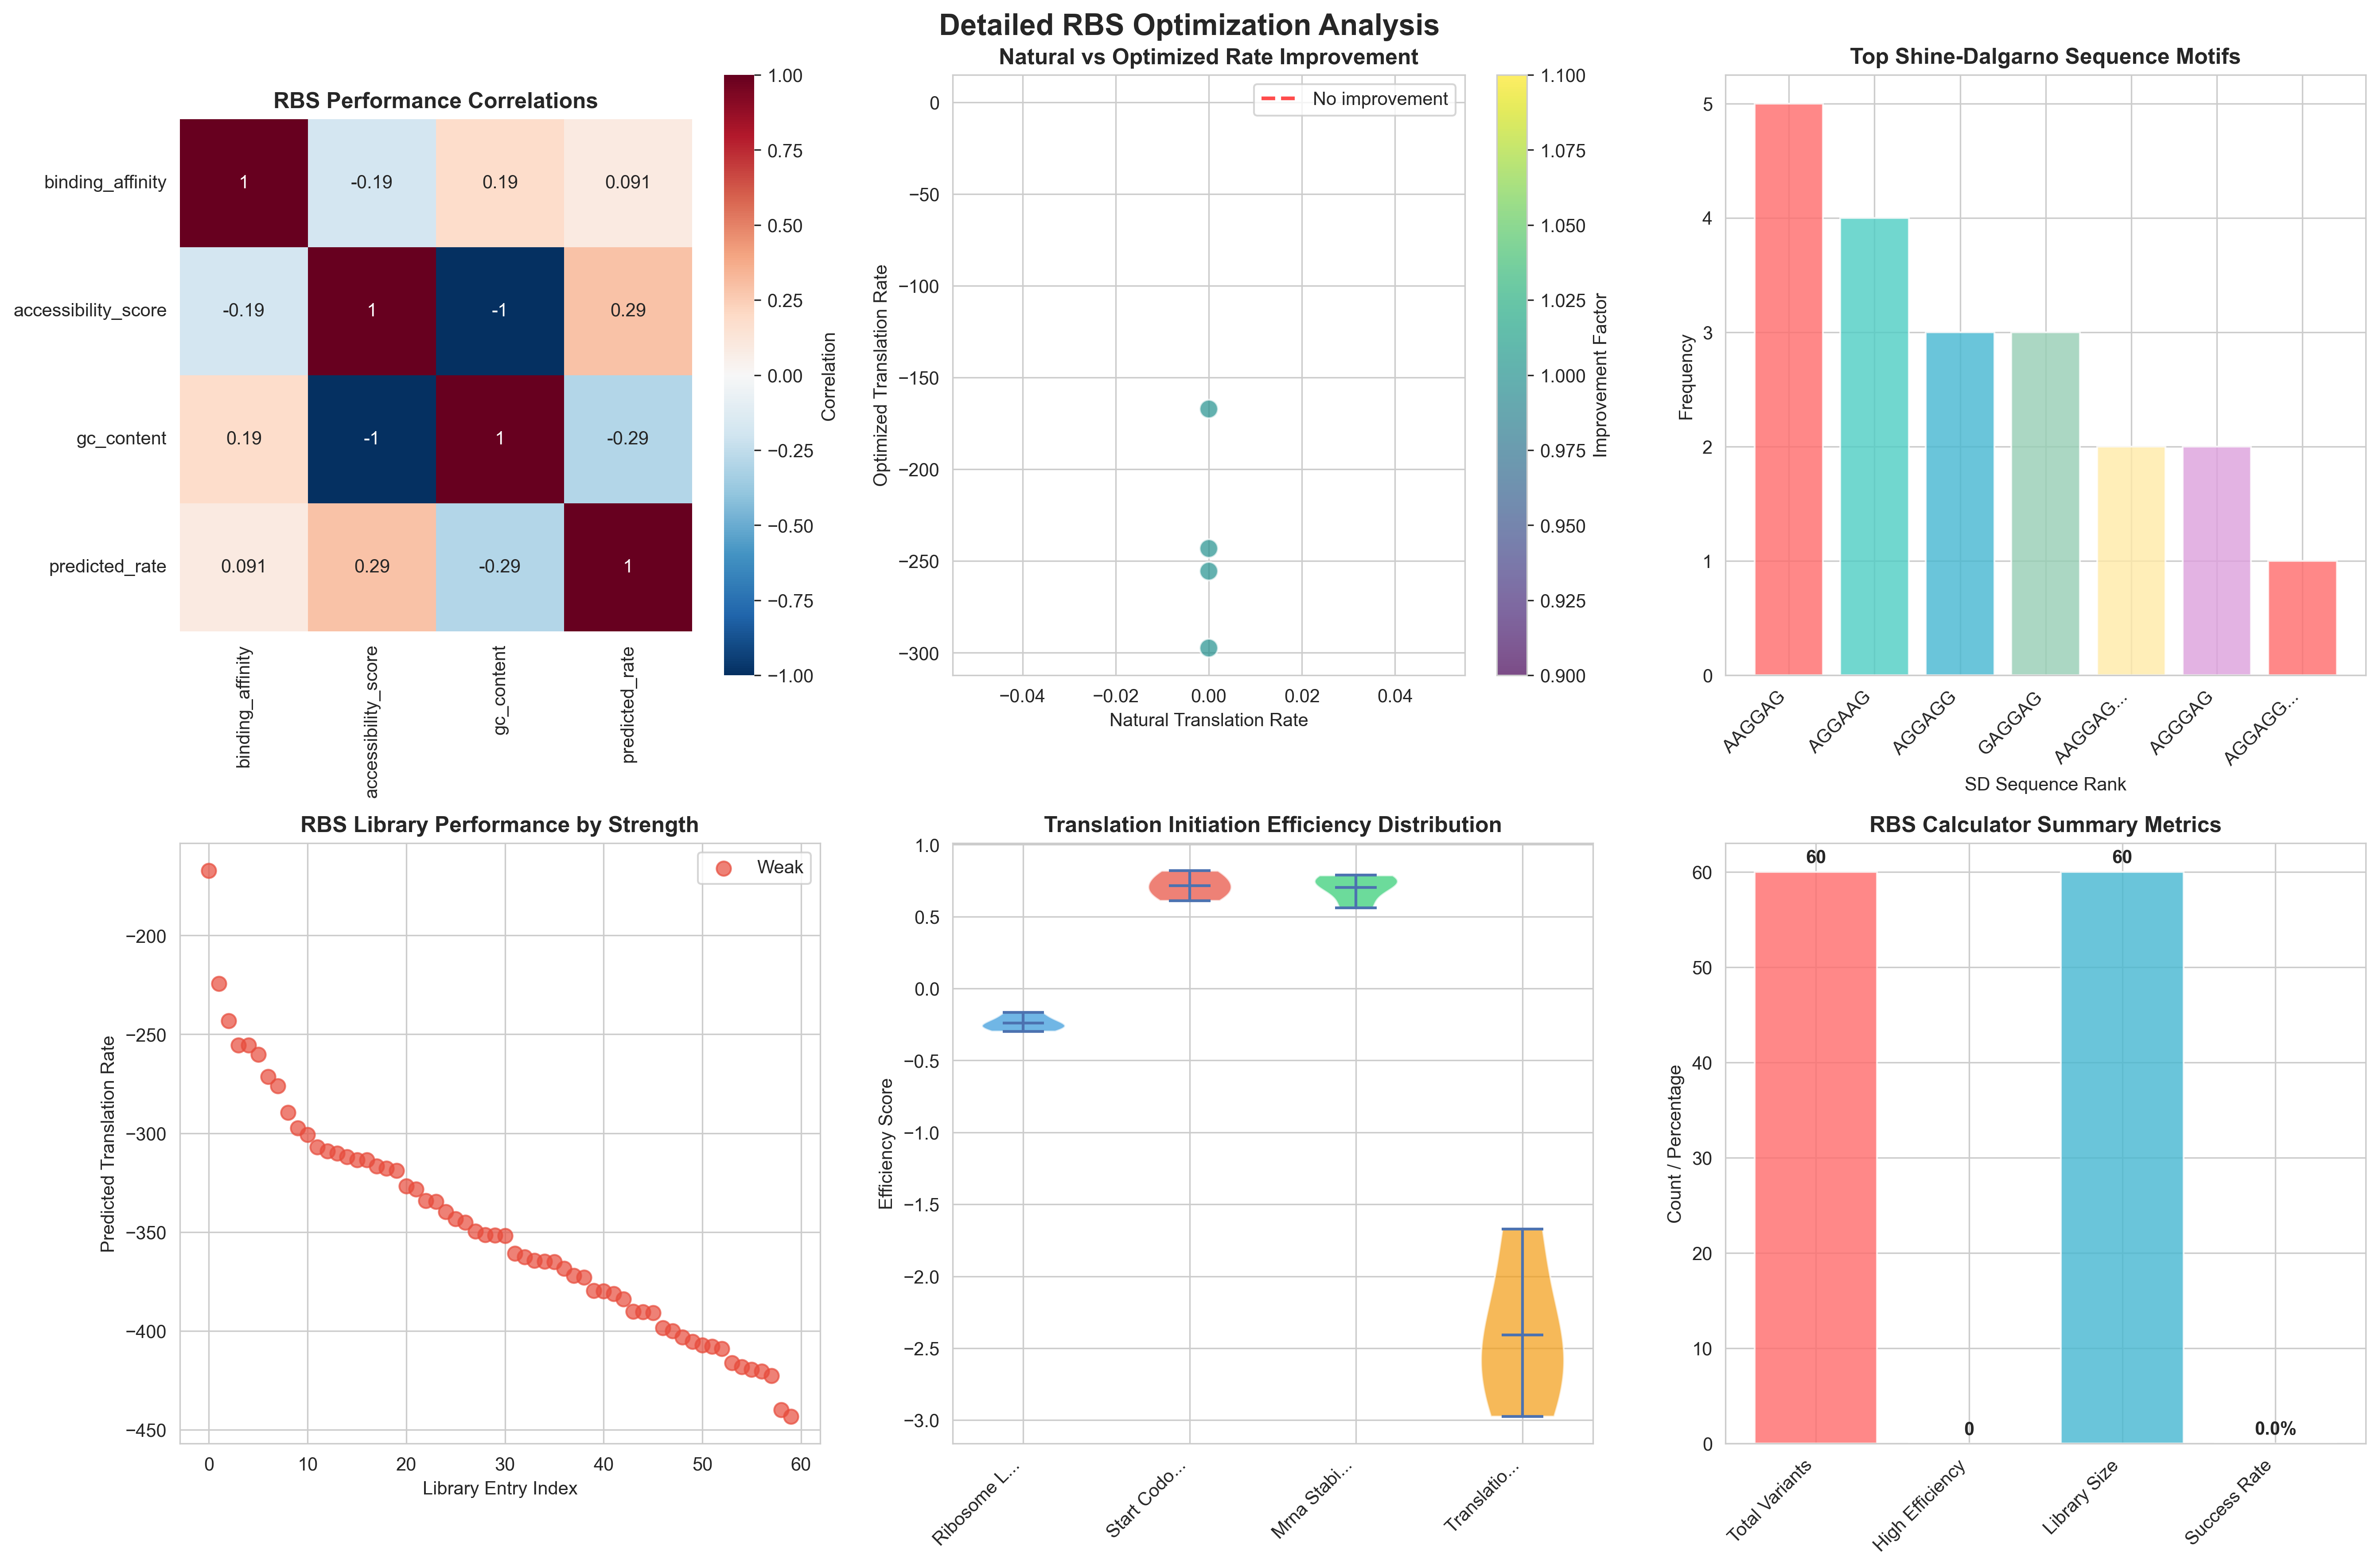 Detailed RBS Optimization Analysis
RBS Performance Correlations
binding_affinity
accessibility_score
gc_content
predicted_rate
1 -0.19 0.19 0.091
-0.19 1 -1 0.29
0.19 -1 1 -0.29
0.091 0.29 -0.29 1
binding_affinity
accessibility_score
gc_content
predicted_rate
1.00
0.75
0.50
0.25
0.00
−0.25
−0.50
−0.75
−1.00
Correlation
Natural vs Optimized Rate Improvement
No improvement
Optimized Translation Rate
0
−50
−100
−150
−200
−250
−300
−0.04 −0.02 0.00 0.02 0.04
Natural Translation Rate
1.100
1.075
1.050
1.025
1.000
0.975
0.950
0.925
0.900
Improvement Factor
Top Shine-Dalgarno Sequence Motifs
Frequency
5
4
3
2
1
0
AAGGAG
AGGAAG
AGGAGG
GAGGAG
AAGGAG...
AGGGAG
AGGAGG...
SD Sequence Rank
RBS Library Performance by Strength
Weak
Predicted Translation Rate
−200
−250
−300
−350
−400
−450
0 10 20 30 40 50 60
Library Entry Index
Translation Initiation Efficiency Distribution
Efficiency Score
1.0
0.5
0.0
−0.5
−1.0
−1.5
−2.0
−2.5
−3.0
Ribosome L...
Start Codo...
Mrna Stabi...
Translatio...
RBS Calculator Summary Metrics
Count / Percentage
60
50
40
30
20
10
0
60 0 60 0.0%
Total Variants
High Efficiency
Library Size
Success Rate